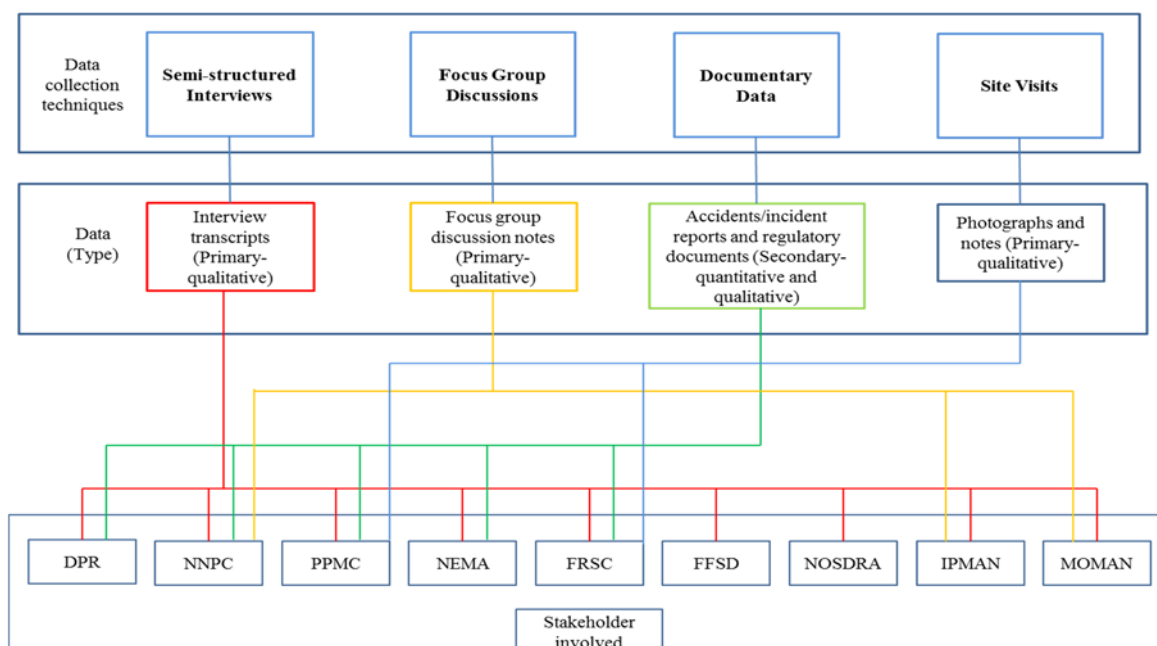 Data
collection
techniques
Semi-structured
Interviews
Focus Group
Discussions
Documentary
Data
Site Visits
Data
(Type)
Interview
transcripts
(Primary-
qualitative)
Focus group
discussion notes
(Primary-
qualitative)
Accidents/incident
reports and regulatory
documents (Secondary-
quantitative and
qualitative)
Photographs and
notes (Primary-
qualitative)
DPR
NNPC
PPMC
NEMA
FRSC
FFSD
NOSDRA
IPMAN
MOMAN
Stakeholder
involved